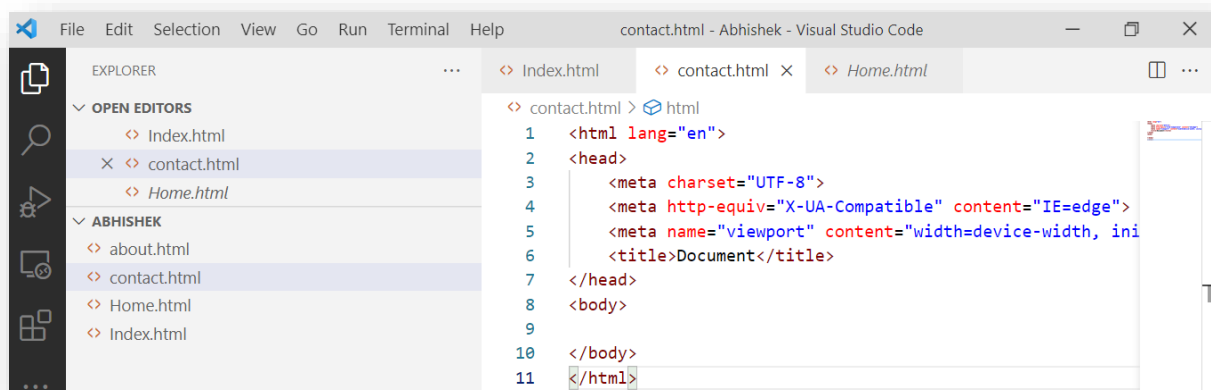 File Edit Selection View Go Run Terminal Help contact.html - Abhishek - Visual Studio Code
EXPLORER
OPEN EDITORS
Index.html
contact.html
Home.html
ABHISHEK
about.html
contact.html
Home.html
Index.html
Index.html contact.html Home.html
contact.html > html
1 <html lang="en">
2 <head>
3 <meta charset="UTF-8">
4 <meta http-equiv="X-UA-Compatible" content="IE=edge">
5 <meta name="viewport" content="width=device-width, ini
6 <title>Document</title>
7 </head>
8 <body>
9
10 </body>
11 </html>